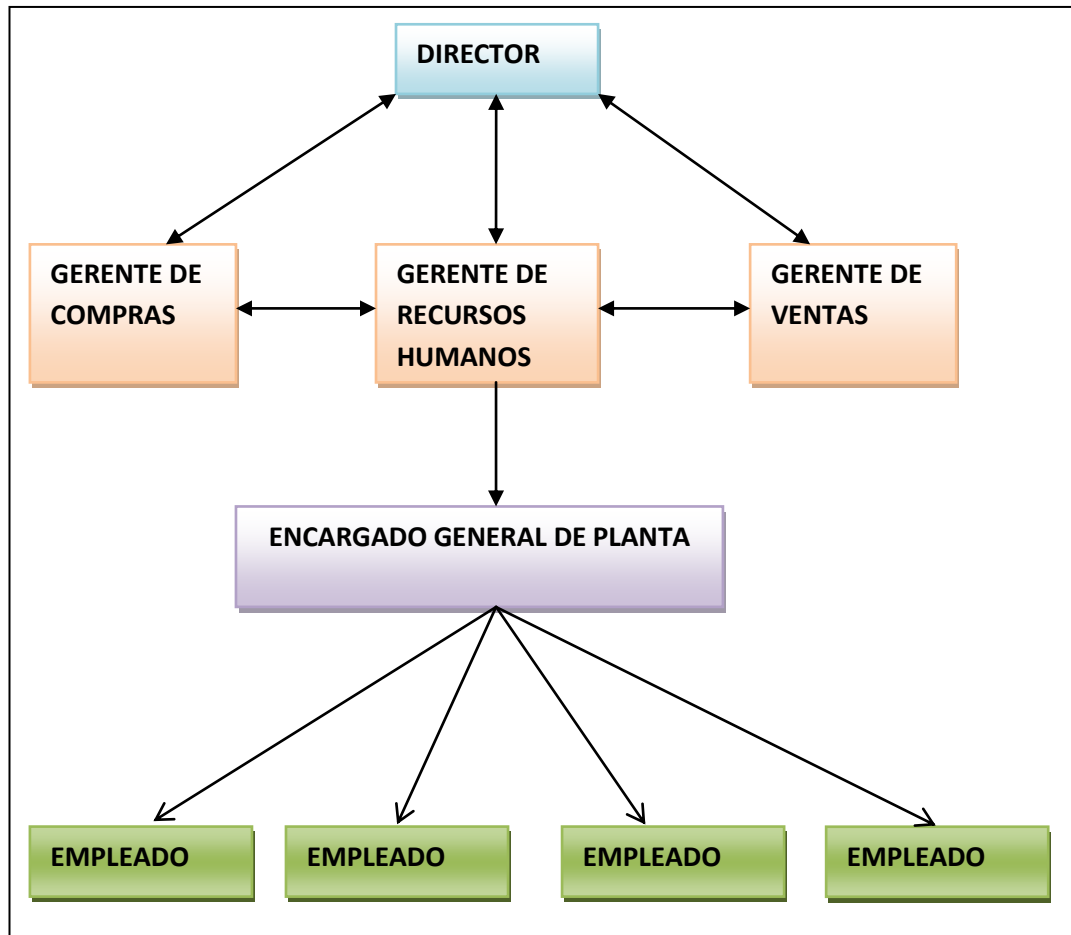 DIRECTOR
GERENTE DE
COMPRAS
GERENTE DE
RECURSOS
HUMANOS
GERENTE DE
VENTAS
ENCARGADO GENERAL DE PLANTA
EMPLEADO
EMPLEADO
EMPLEADO
EMPLEADO